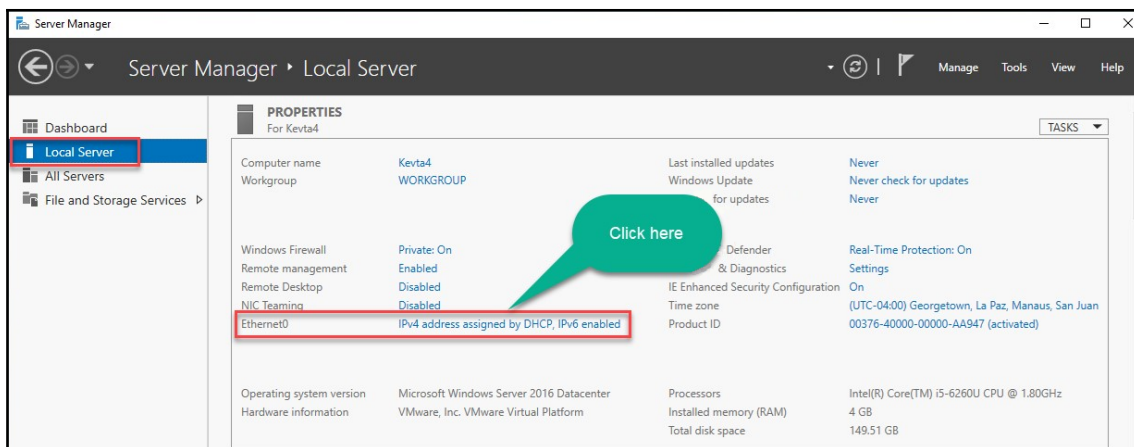 Server Manager
Server Manager • Local Server
Manage Tools View Help
Dashboard
Local Server
All Servers
File and Storage Services
PROPERTIES
For Kevta4
TASKS
Computer name Kevta4
Workgroup WORKGROUP
Last installed updates Never
Windows Update Never check for updates
for updates Never
Click here
Windows Firewall Private: On
Remote management Enabled
Remote Desktop Disabled
NIC Teaming Disabled
Ethernet0 IPv4 address assigned by DHCP, IPv6 enabled
Defender Real-Time Protection: On
& Diagnostics Settings
IE Enhanced Security Configuration On
Time zone (UTC-04:00) Georgetown, La Paz, Manaus, San Juan
Product ID 00376-40000-00000-AA947 (activated)
Operating system version Microsoft Windows Server 2016 Datacenter
Hardware information VMware, Inc. VMware Virtual Platform
Processors Intel(R) Core(TM) i5-6260U CPU @ 1.80GHz
Installed memory (RAM) 4 GB
Total disk space 149.51 GB